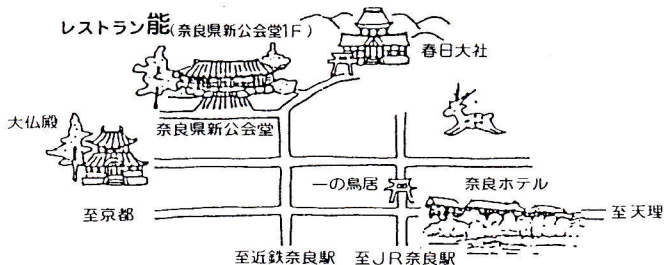 レストラン能(奈良県新公会堂1F)
春日大社
大仏殿
奈良県新公会堂
一の鳥居
奈良ホテル
至京都
至天理
至近鉄奈良駅
至JR奈良駅